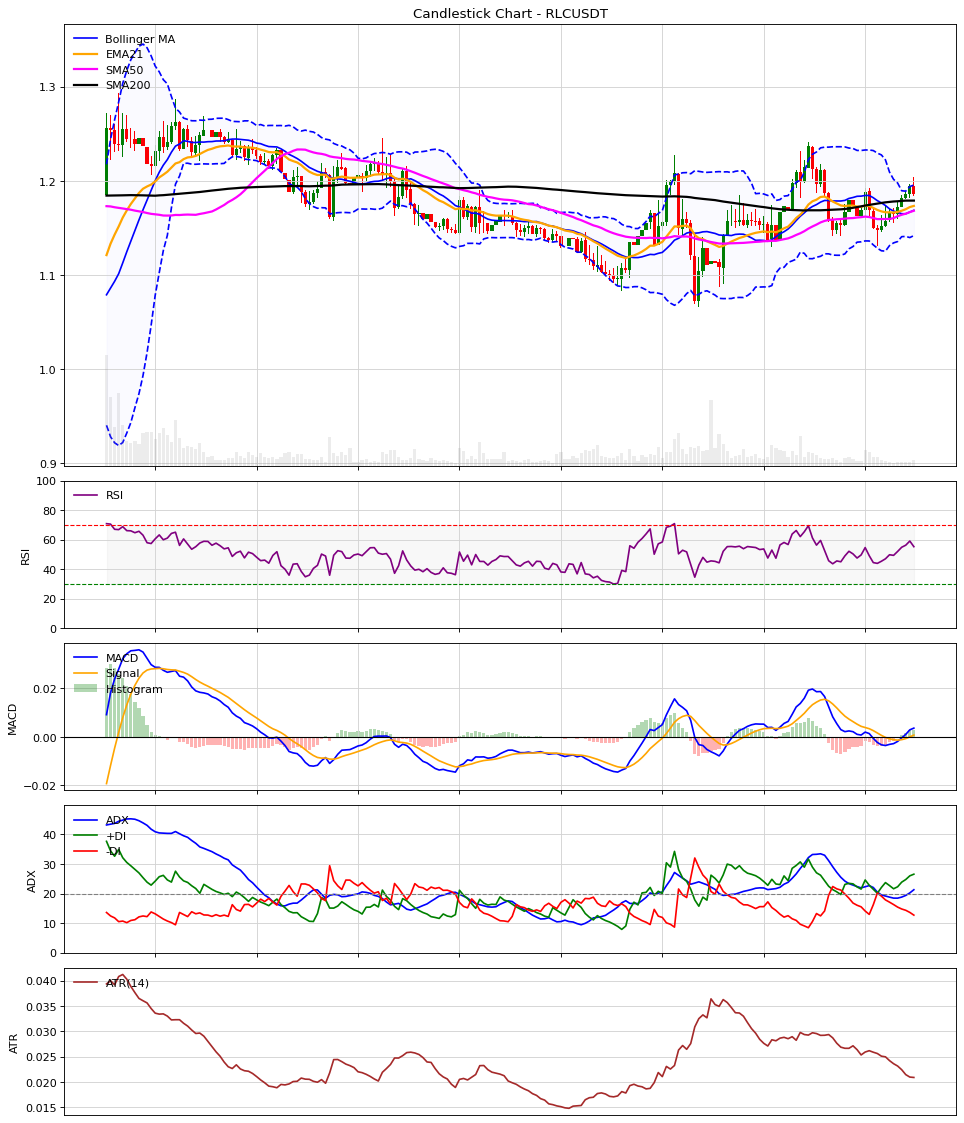 Candlestick Chart - RLCUSDT
Bollinger MA
EMA21
SMA50
SMA200
1.3
1.2
1.1
1.0
0.9
RSI
RSI
100
80
60
40
20
0
MACD
Signal
Histogram
MACD
0.02
0.00
−0.02
ADX
+DI
-DI
ADX
40
30
20
10
0
ATR(14)
ATR
0.040
0.035
0.030
0.025
0.020
0.015